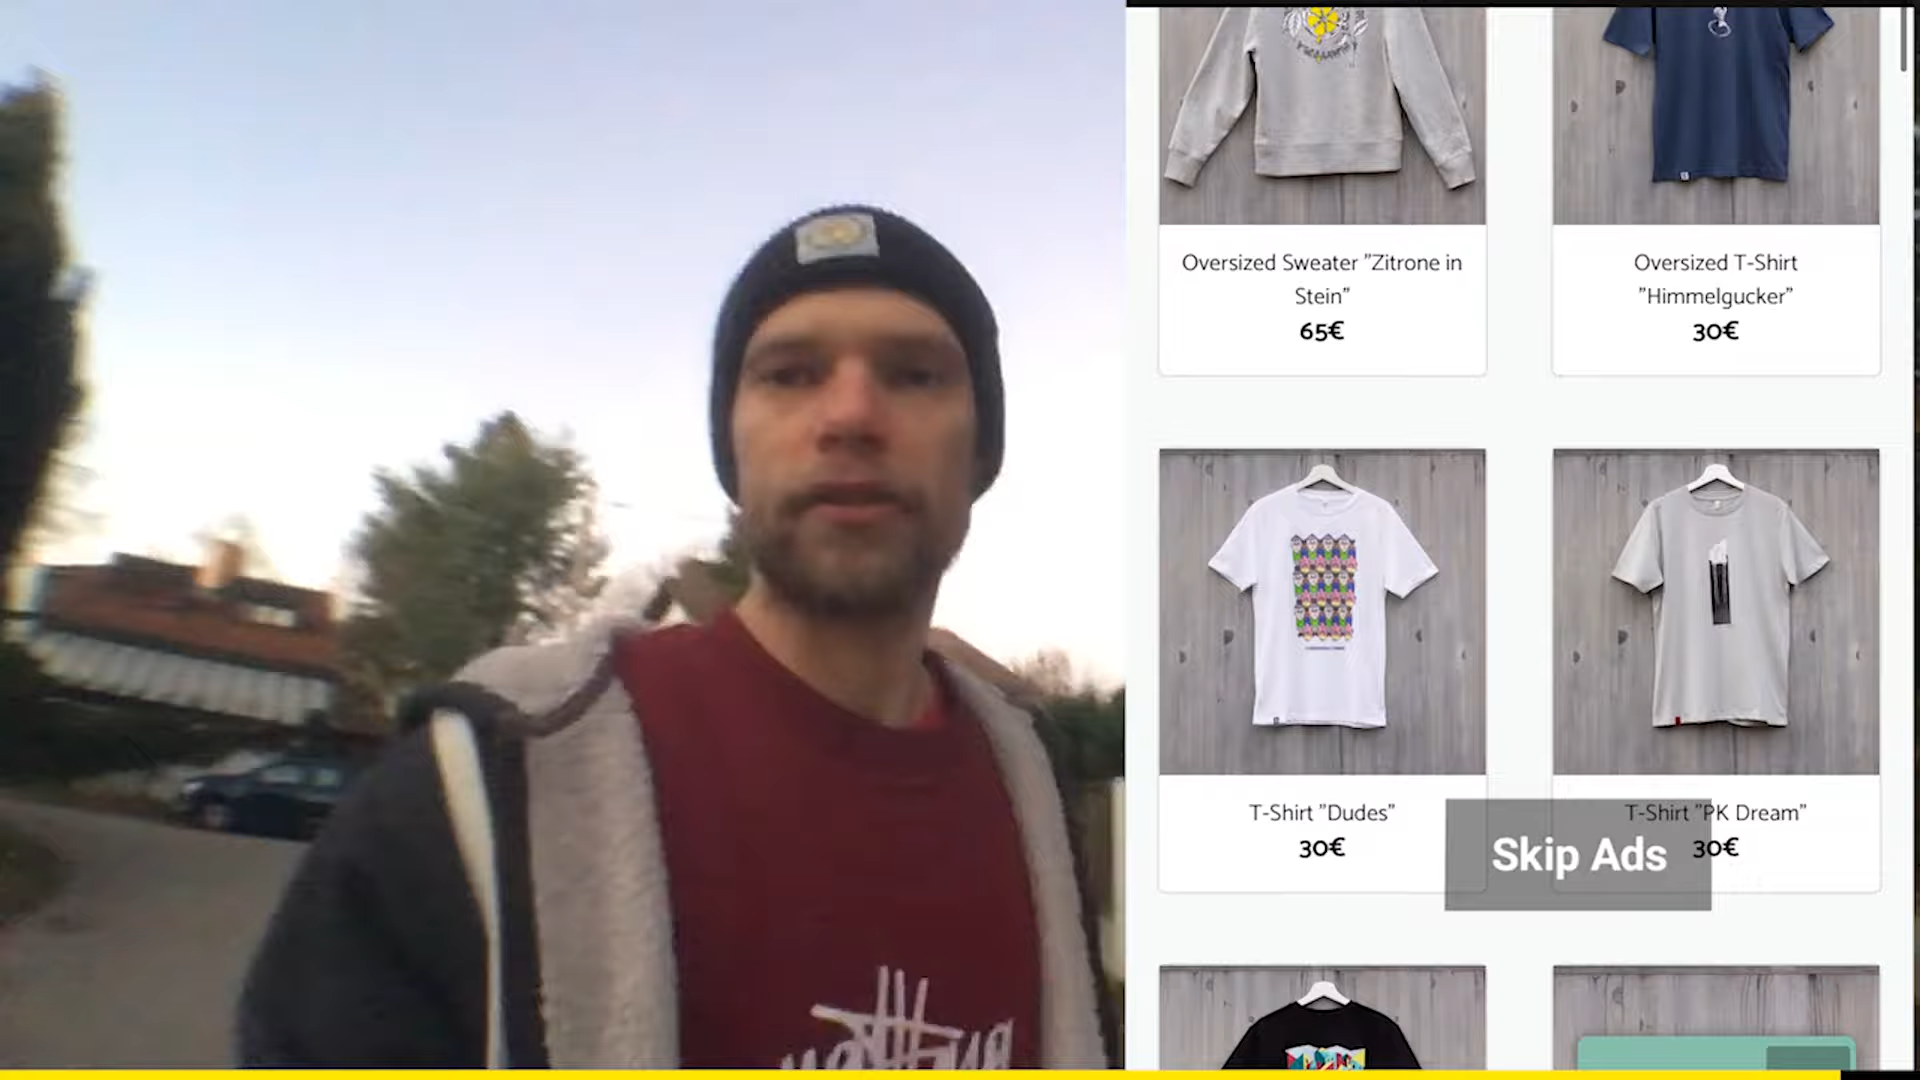 Oversized Sweater "Zitrone in
Stein"
65€
Oversized T-Shirt
"Himmelgucker"
30€
T-Shirt "Dudes"
30€
T-Shirt "PK Dream"
30€
Skip Ads